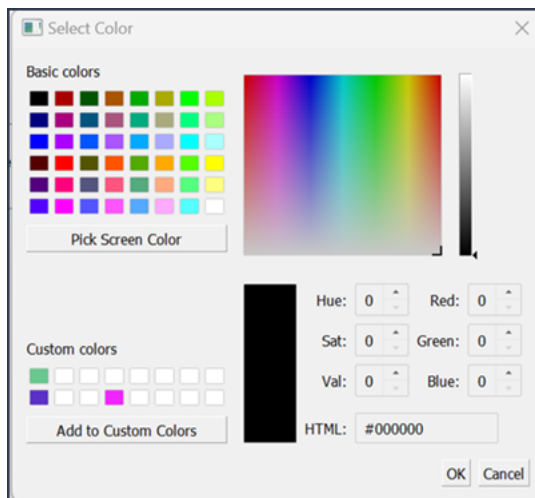 Select Color
Basic colors
Pick Screen Color
Hue: 0 Red: 0
Sat: 0 Green: 0
Custom colors
Val: 0 Blue: 0
Add to Custom Colors
HTML: #000000
OK Cancel